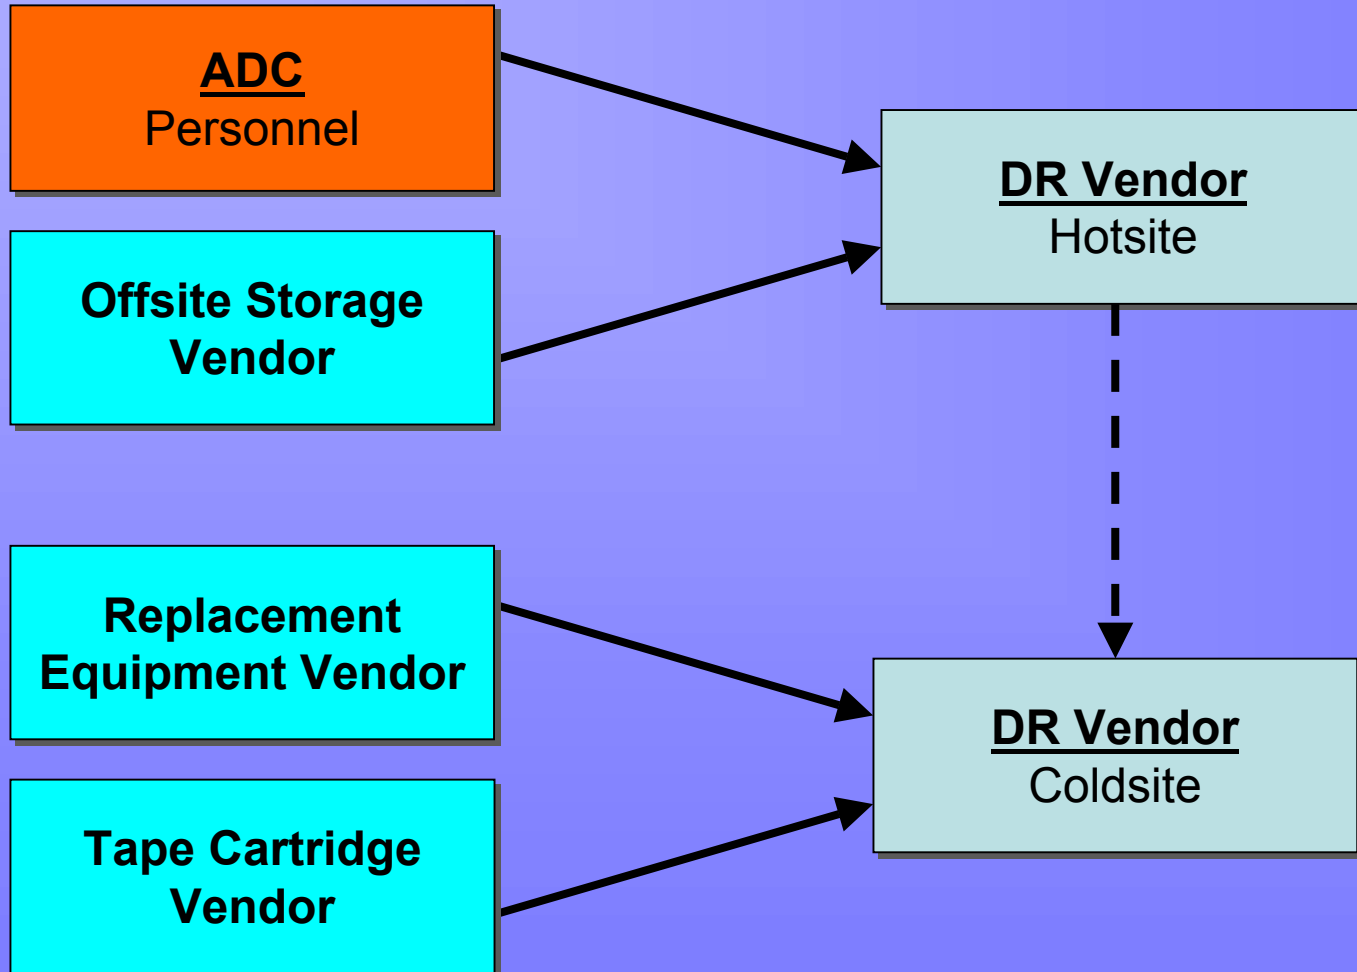 ADC
Personnel
Offsite Storage
Vendor
DR Vendor
Hotsite
Replacement
Equipment Vendor
Tape Cartridge
Vendor
DR Vendor
Coldsite